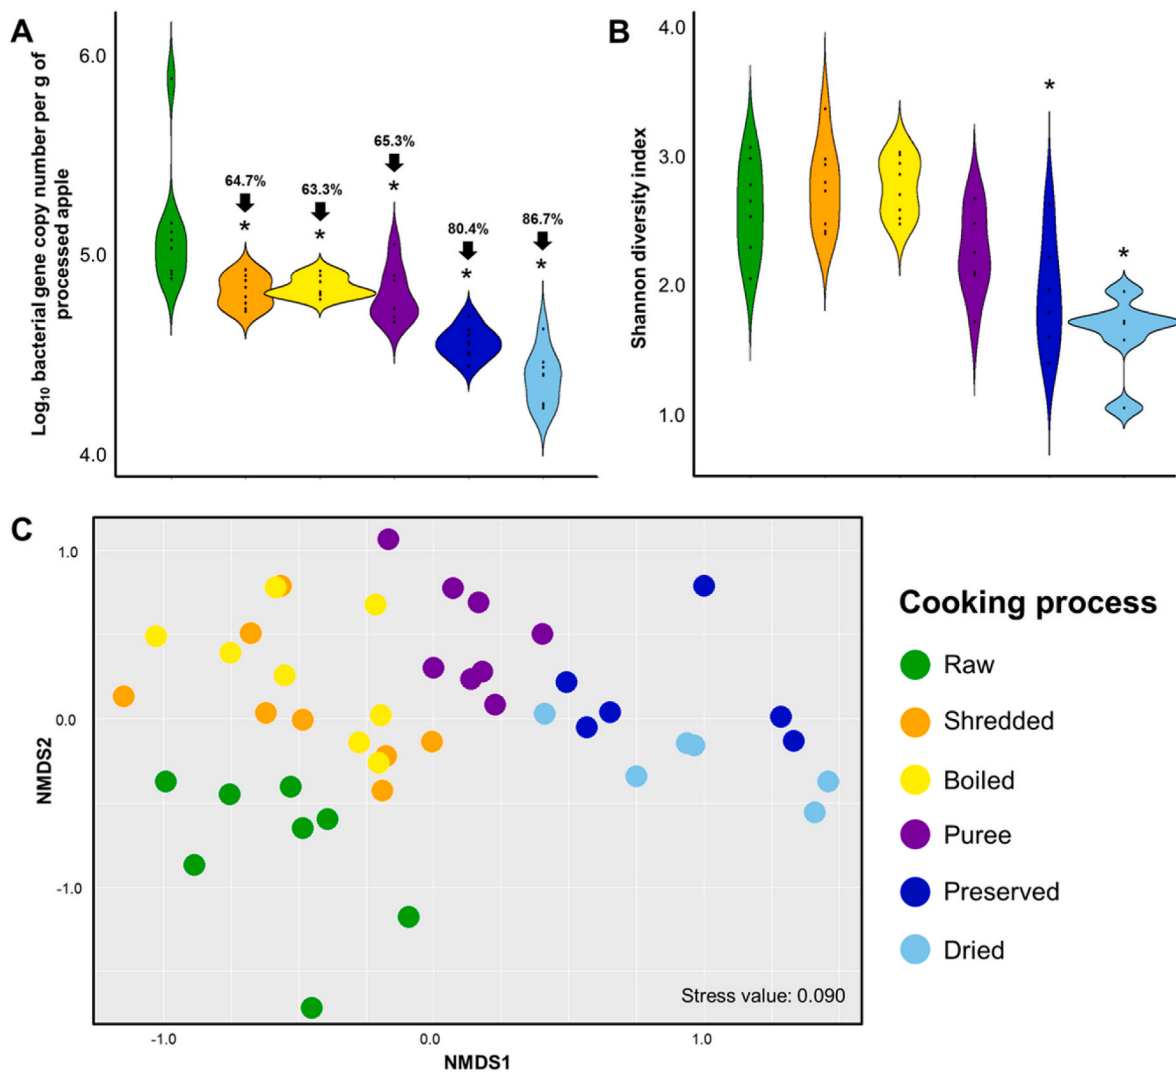 A
Log₁₀ bacterial gene copy number per g of
processed apple
6.0
5.0
4.0
64.7%
*
63.3%
*
65.3%
*
80.4%
*
86.7%
*
B
Shannon diversity index
4.0
3.0
2.0
1.0
*
*
C
NMDS2
1.0
0.0
-1.0
Stress value: 0.090
-1.0
0.0
1.0
NMDS1
Cooking process
Raw
Shredded
Boiled
Puree
Preserved
Dried